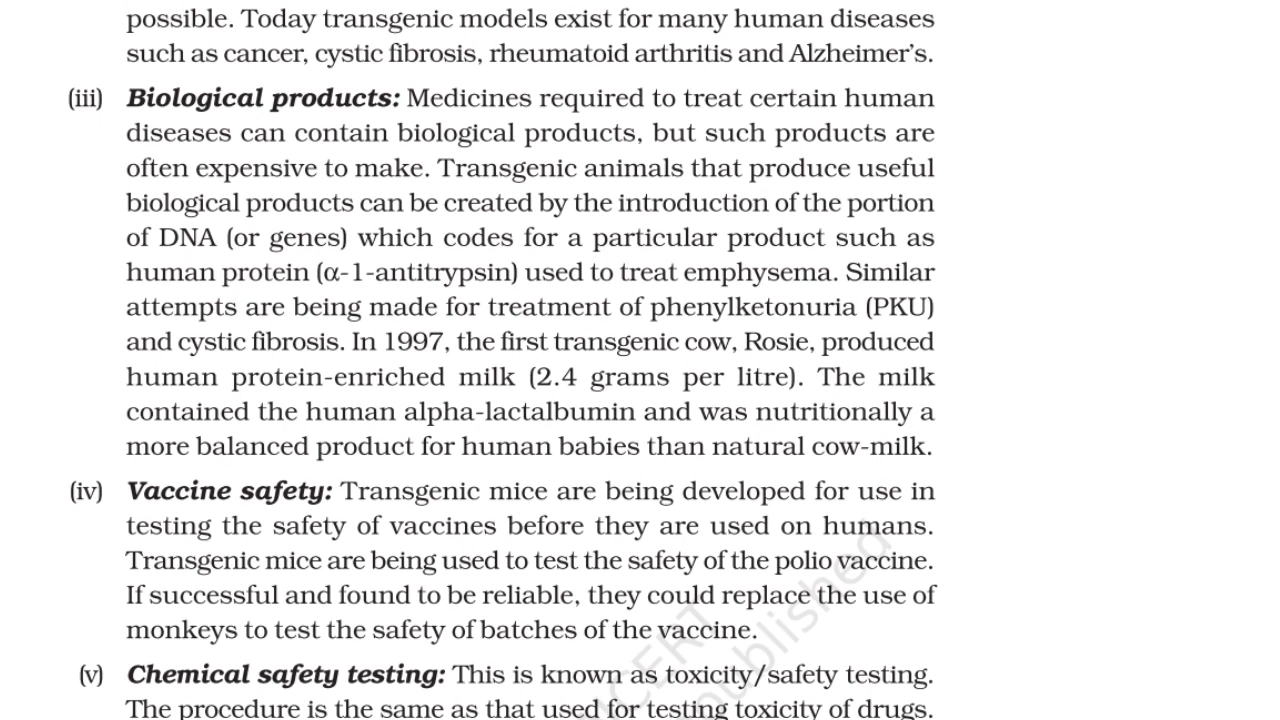 possible. Today transgenic models exist for many human diseases
such as cancer, cystic fibrosis, rheumatoid arthritis and Alzheimer’s.
(iii) Biological products: Medicines required to treat certain human
diseases can contain biological products, but such products are
often expensive to make. Transgenic animals that produce useful
biological products can be created by the introduction of the portion
of DNA (or genes) which codes for a particular product such as
human protein (α-1-antitrypsin) used to treat emphysema. Similar
attempts are being made for treatment of phenylketonuria (PKU)
and cystic fibrosis. In 1997, the first transgenic cow, Rosie, produced
human protein-enriched milk (2.4 grams per litre). The milk
contained the human alpha-lactalbumin and was nutritionally a
more balanced product for human babies than natural cow-milk.
(iv) Vaccine safety: Transgenic mice are being developed for use in
testing the safety of vaccines before they are used on humans.
Transgenic mice are being used to test the safety of the polio vaccine.
If successful and found to be reliable, they could replace the use of
monkeys to test the safety of batches of the vaccine.
(v) Chemical safety testing: This is known as toxicity/safety testing.
The procedure is the same as that used for testing toxicity of drugs.